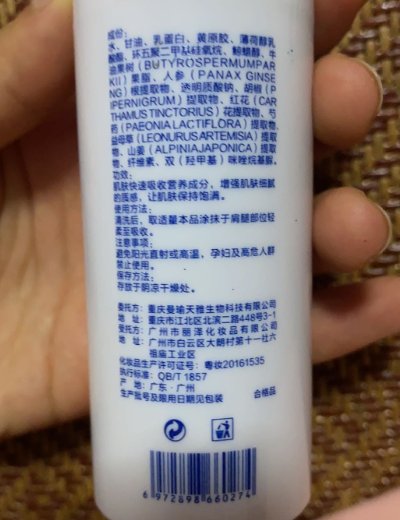 成份:
水、甘油、乳蛋白、黄原胶、薄荷醇乳
酸酯、环五聚二甲基硅氧烷、鲸蜡醇、牛
油果树(BUTYROSPERMUMPAR
KII)果脂、人参(PANAX GINSE
NG)根提取物、透明质酸钠、胡椒(P
IPERNIGRUM)提取物、红花(CAR
THAMUS TINCTORIUS)花提取物、芍
药(PAEONIA LACTIFLORA)提取物、
益母草(LEONURUS ARTEMISIA)提取
物、山姜(ALPINIA JAPONICA)提取
物、纤维素、双(羟甲基)咪唑烷基脲。
功效:
肌肤快速吸收营养成分,增强肌肤细腻
的质感,让肌肤保持饱满。
使用方法:
清洗后、取适量本品涂抹于肩腿部位轻
柔至吸收。
注意事项:
避免阳光直射或高温、孕妇及高危人群
禁止使用。
保存方法:
存放于阴凉干燥处。
委托方:重庆曼瑜天雅生物科技有限公司
地 址:重庆市江北区北滨二路448号3-1
受托方:广州市丽泽化妆品有限公司
地 址:广州市白云区大朗村第十一社六
祖庙工业区
化妆品生产许可证号:粤妆20161535
执行标准:QB/T 1857
产 地:广东·广州
生产批号及限用日期见包装 合格品
6 972898 660274